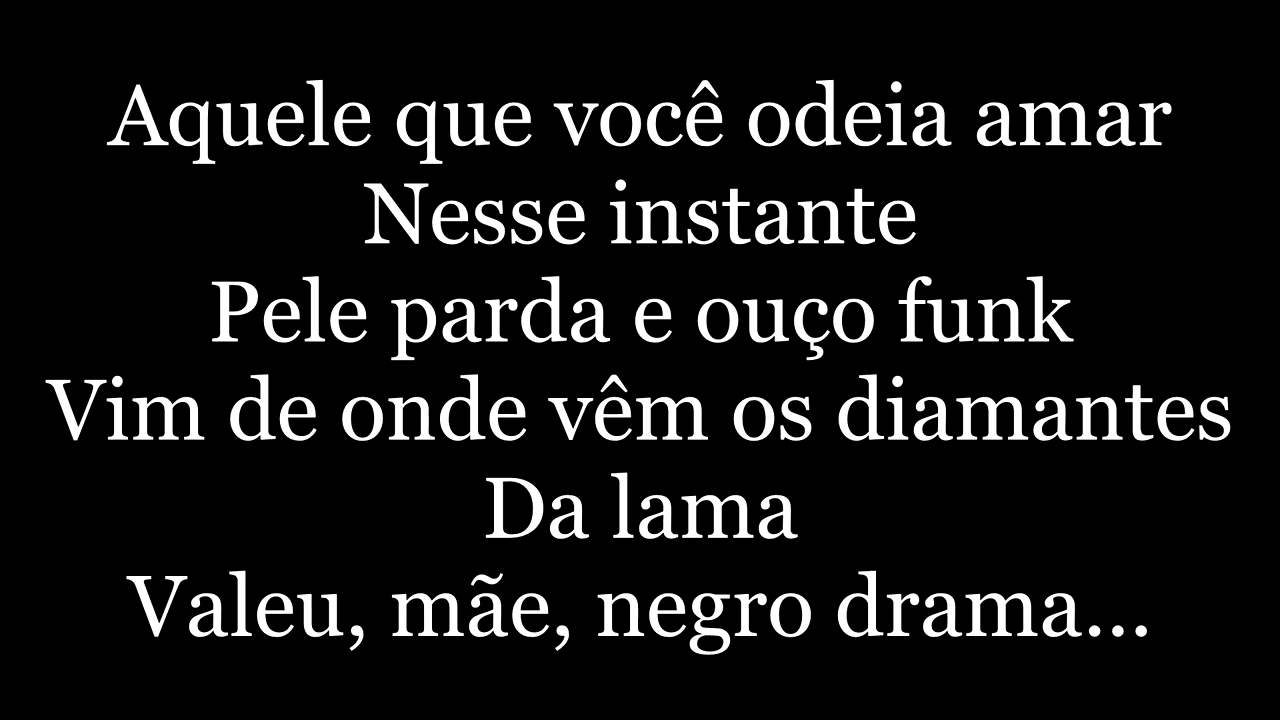 Aquele que você odeia amar
Nesse instante
Pele parda e ouço funk
Vim de onde vêm os diamantes
Da lama
Valeu, mãe, negro drama...